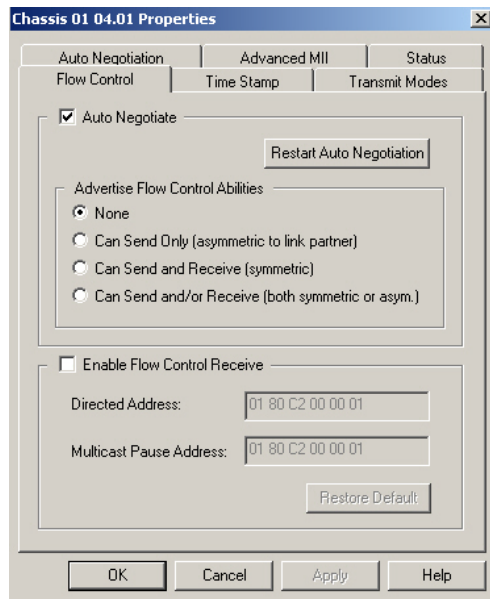 Chassis 01 04.01 Properties
Auto Negotiation Advanced MII Status
Flow Control Time Stamp Transmit Modes
Auto Negotiate
Restart Auto Negotiation
Advertise Flow Control Abilities
None
Can Send Only (asymmetric to link partner)
Can Send and Receive (symmetric)
Can Send and/or Receive (both symmetric or asym.)
Enable Flow Control Receive
Directed Address: 01 80 C2 00 00 01
Multicast Pause Address: 01 80 C2 00 00 01
Restore Default
OK Cancel Apply Help